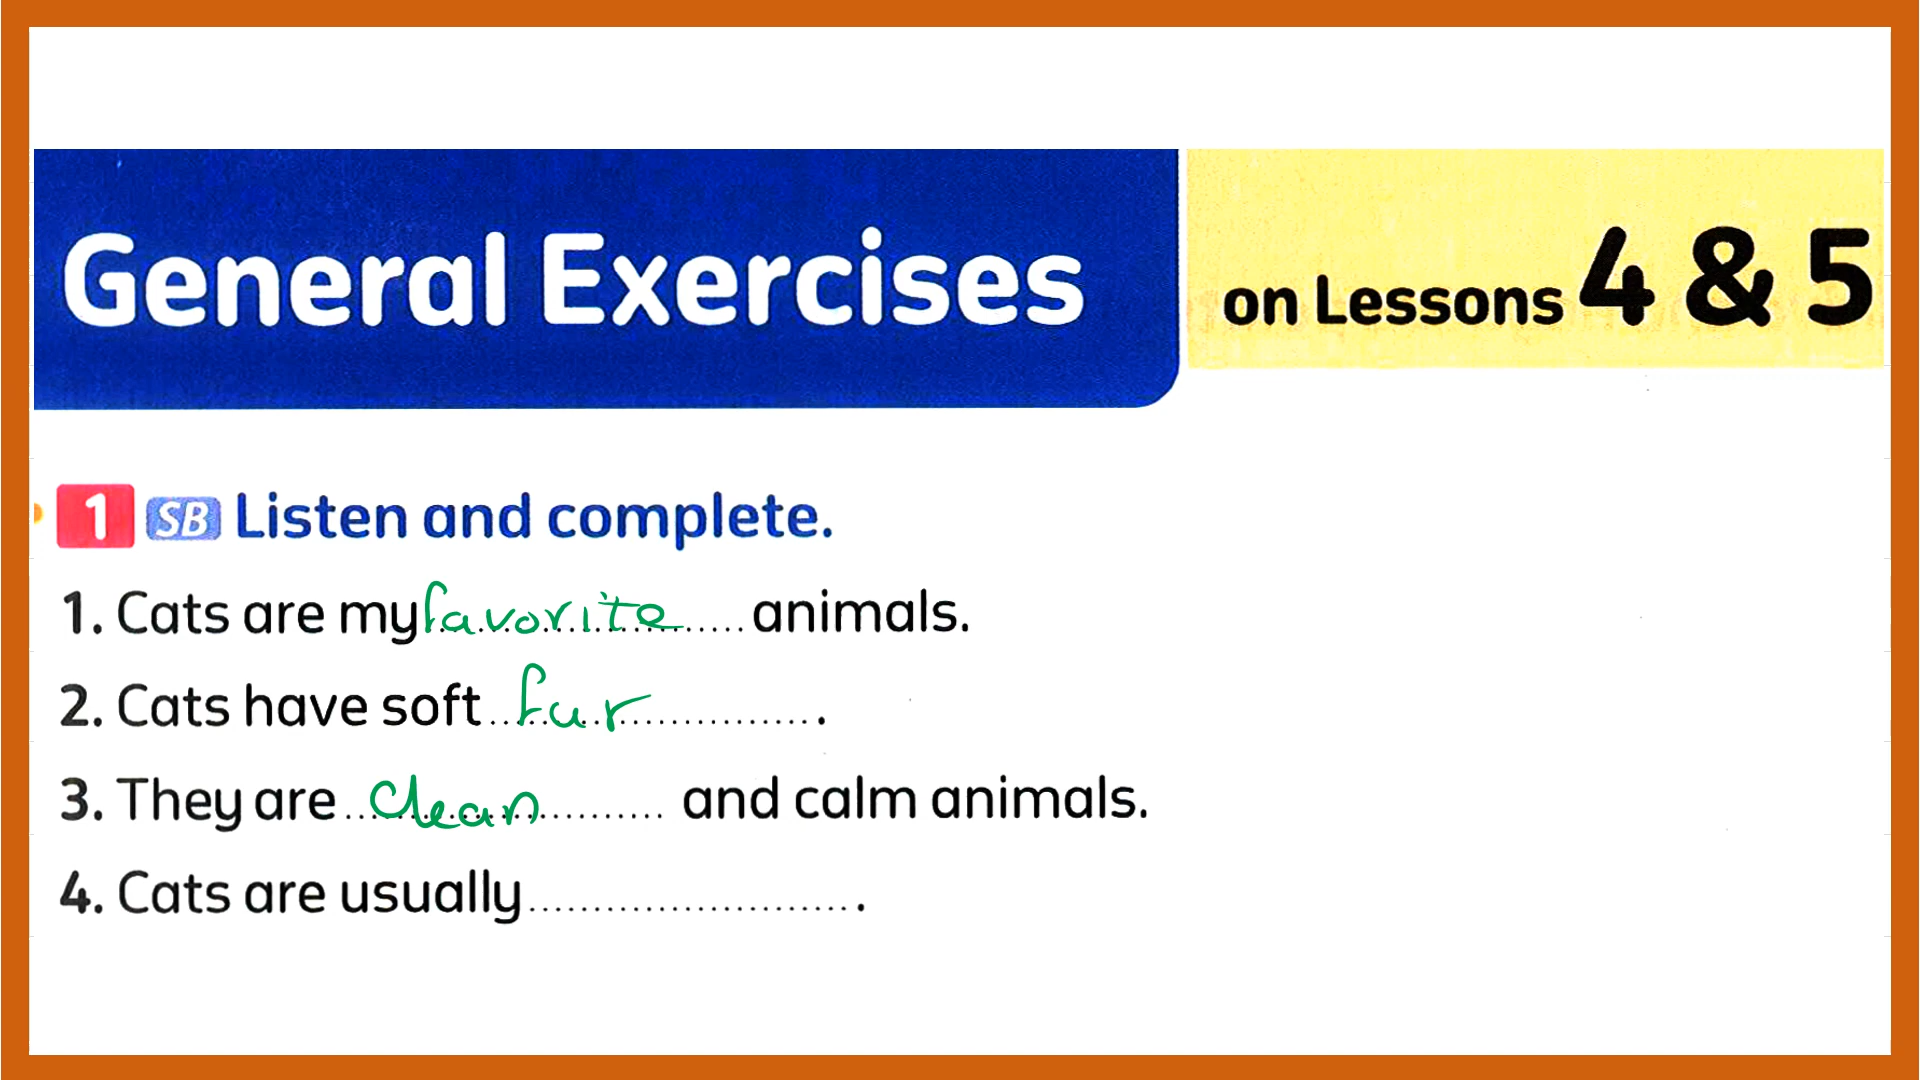 General Exercises on Lessons 4 & 5
1 SB Listen and complete.
1. Cats are my favorite animals.
2. Cats have soft fur.
3. They are clean and calm animals.
4. Cats are usually ........................ .